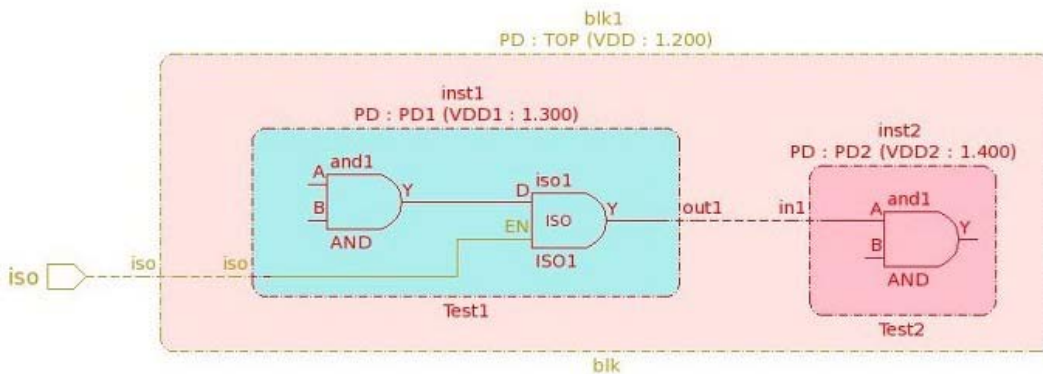 blk1
PD : TOP (VDD : 1.200)
inst1
PD : PD1 (VDD1 : 1.300)
inst2
PD : PD2 (VDD2 : 1.400)
and1
A
B
Y
AND
iso1
D
EN
ISO
Y
ISO1
out1
in1
and1
A
B
Y
AND
iso
iso
iso
Test1
Test2
blk